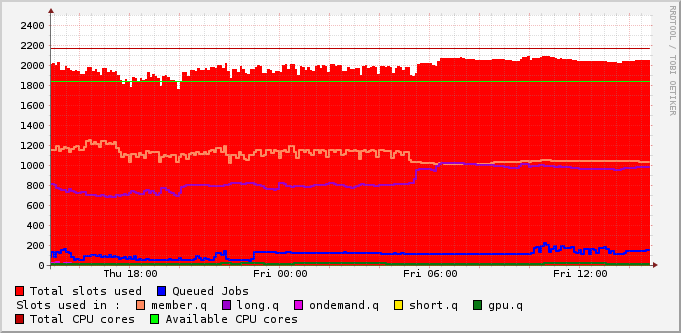 2400
2200
2000
1800
1600
1400
1200
1000
800
600
400
200
0
Thu 18:00 Fri 00:00 Fri 06:00 Fri 12:00
RRDTOOL / TOBI OETIKER
Total slots used Queued Jobs
Slots used in : member.q long.q ondemand.q short.q gpu.q
Total CPU cores Available CPU cores